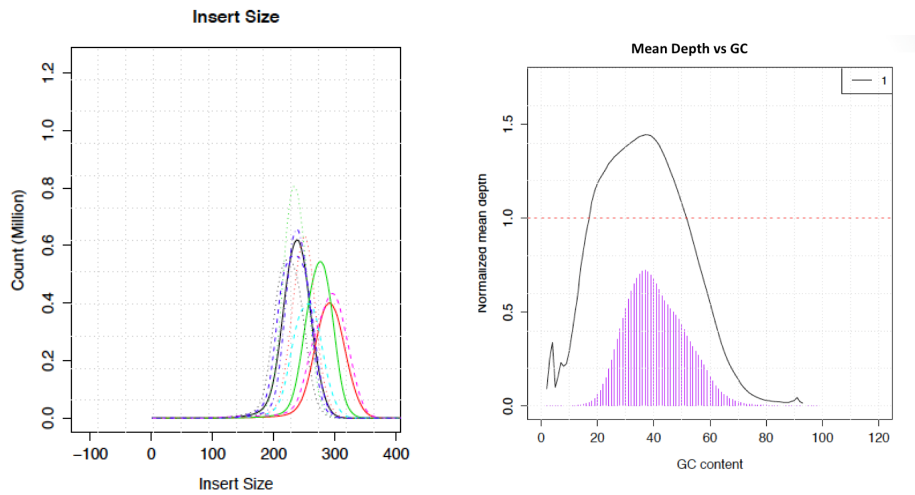 Insert Size
Count (Million)
1.2
1.0
0.8
0.6
0.4
0.2
0.0
−100 0 100 200 300 400
Insert Size
Mean Depth vs GC
1
Normalized mean depth
1.5
1.0
0.5
0.0
0 20 40 60 80 100 120
GC content